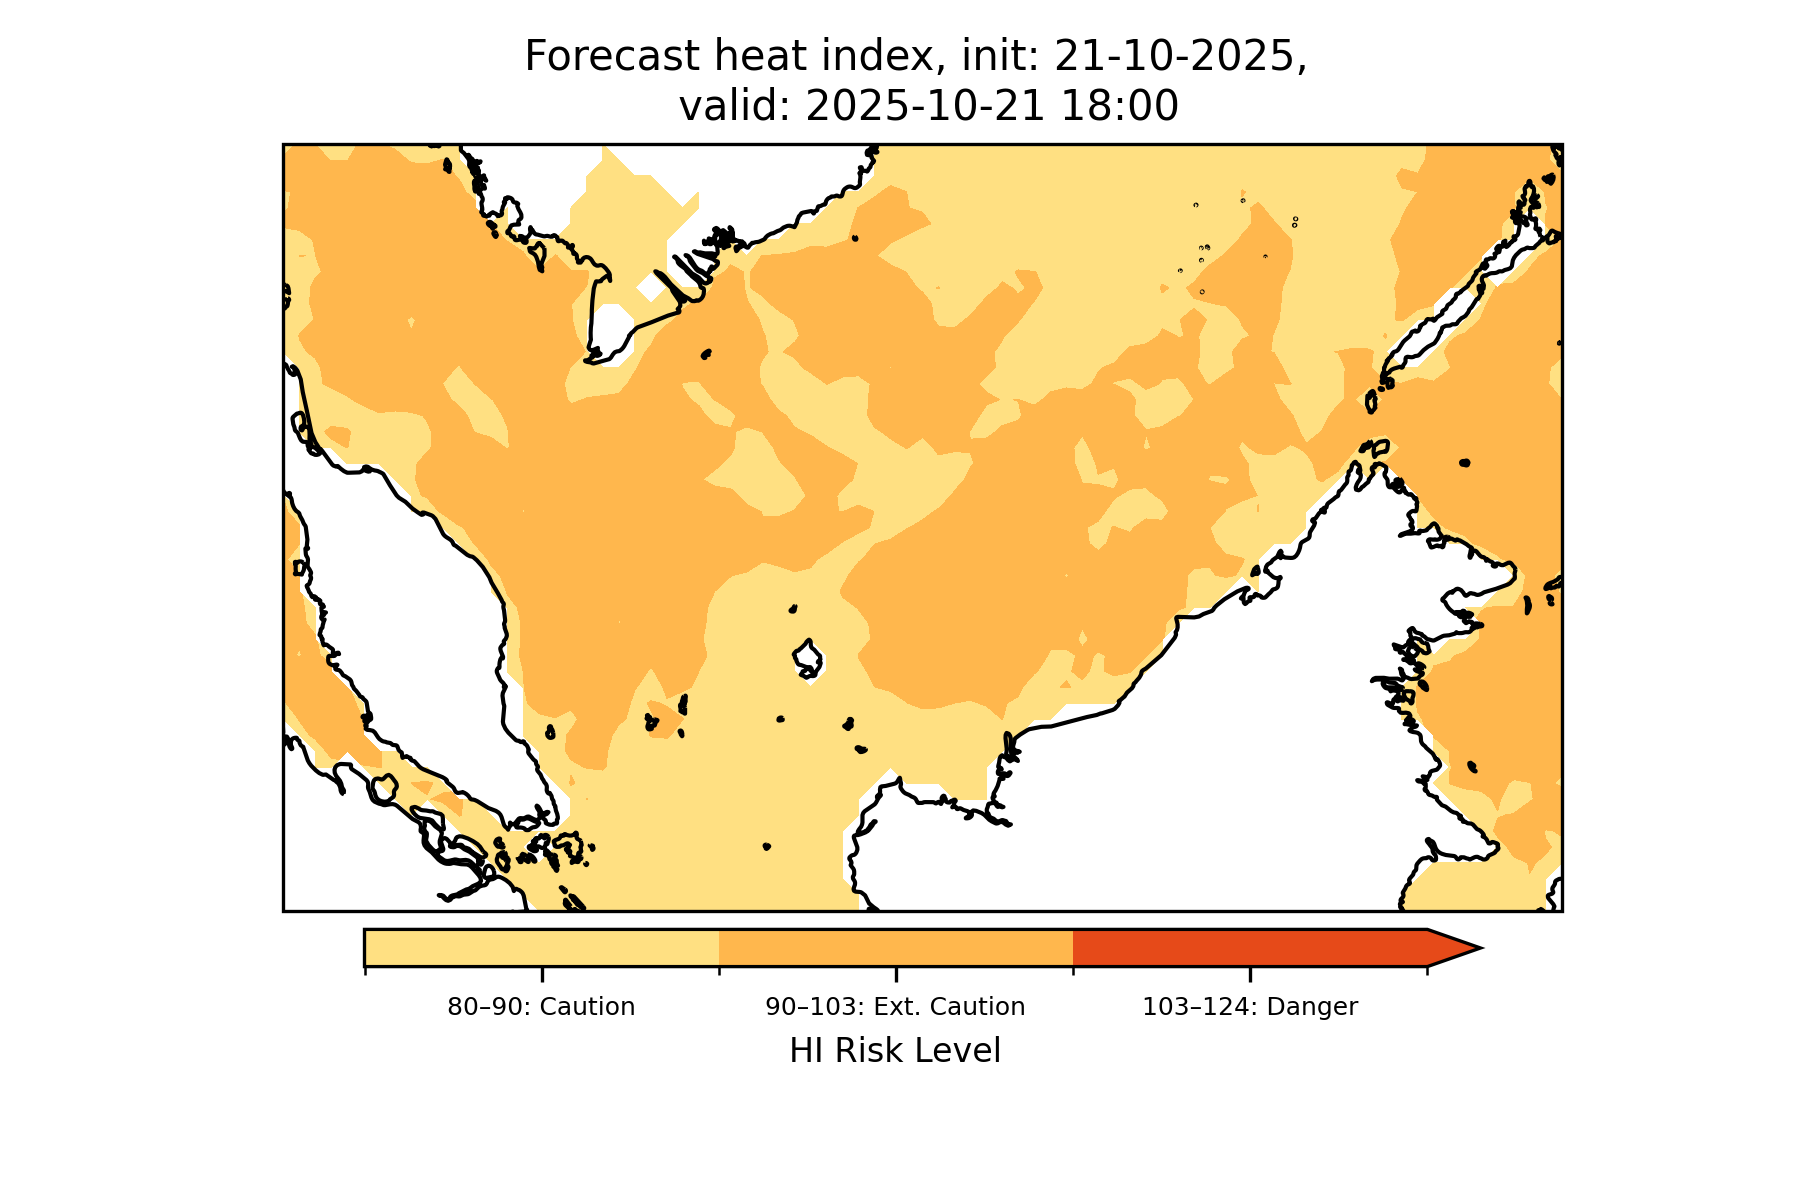 Forecast heat index, init: 21-10-2025,
valid: 2025-10-21 18:00
80–90: Caution
90–103: Ext. Caution
103–124: Danger
HI Risk Level